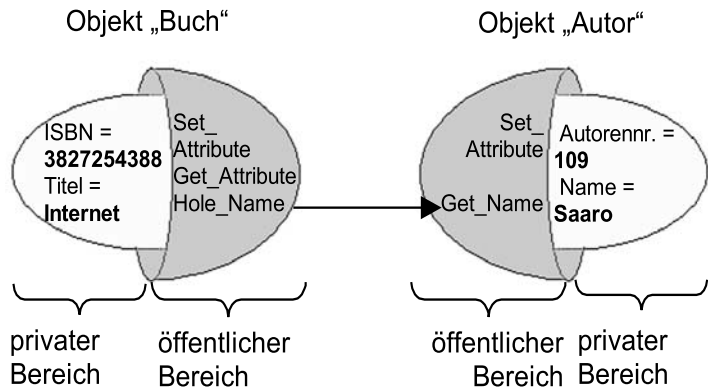 Objekt „Buch“
Objekt „Autor“
ISBN =
3827254388
Titel =
Internet
Set_
Attribute
Get_Attribute
Hole_Name
Set_
Attribute
Get_Name
Autorennr. =
109
Name =
Saaro
privater
Bereich
öffentlicher
Bereich
öffentlicher
Bereich
privater
Bereich